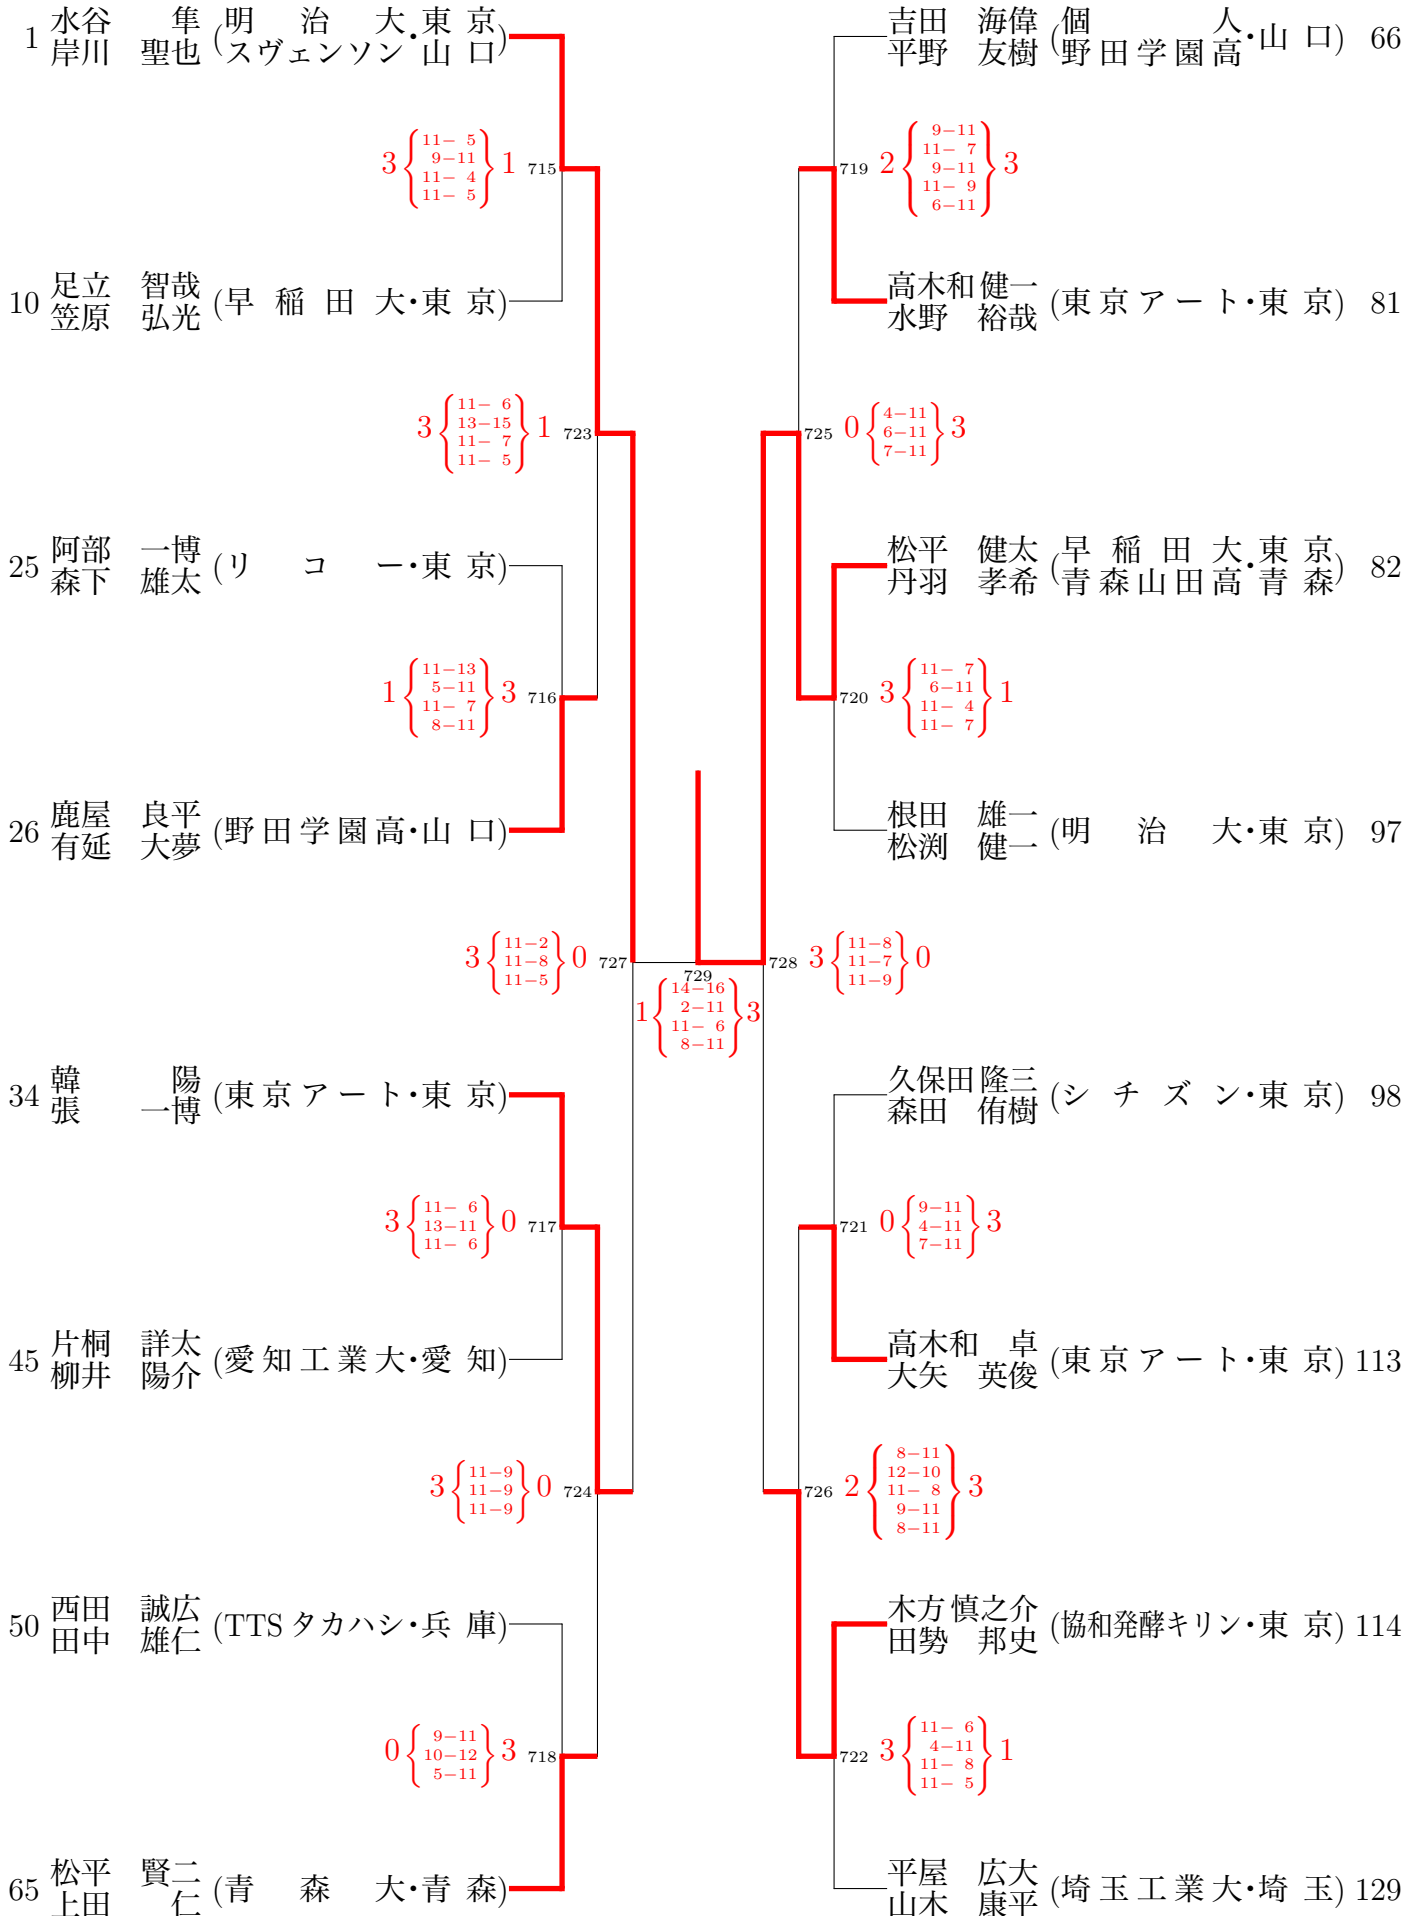 1 水谷 隼 (明治大・東京)
岸川 聖也 (スヴェンソン・山口)
3 { 11-5 9-11 11-4 11-5 } 1 715
10 足立 智哉 (早稲田大・東京)
笠原 弘光
3 { 11-6 13-15 11-7 11-5 } 1 723
25 阿部 一博 (リコー・東京)
森下 雄太
1 { 11-13 5-11 11-7 8-11 } 3 716
26 鹿屋 良平 (野田学園高・山口)
有延 大夢
3 { 11-2 11-8 11-5 } 0 727
34 韓 陽 (東京アート・東京)
張 一博
3 { 11-6 13-11 11-6 } 0 717
45 片桐 詳太 (愛知工業大・愛知)
柳井 陽介
3 { 11-9 11-9 11-9 } 0 724
50 西田 誠広 (TTSタカハシ・兵庫)
田中 雄仁
0 { 9-11 10-12 5-11 } 3 718
65 松平 賢二 (青森大・青森)
上田 仁
729
1 { 14-16 2-11 11-6 8-11 } 3
吉田 海偉 (個人・山口) 66
平野 友樹 (野田学園高・山口)
719 2 { 9-11 11-7 9-11 11-9 6-11 } 3
高木和健一 (東京アート・東京) 81
水野 裕哉
725 0 { 4-11 6-11 7-11 } 3
松平 健太 (早稲田大・東京) 82
丹羽 孝希 (青森山田高・青森)
720 3 { 11-7 6-11 11-4 11-7 } 1
根田 雄一 (明治大・東京) 97
松渕 健一
728 3 { 11-8 11-7 11-9 } 0
久保田隆三 (シチズン・東京) 98
森田 侑樹
721 0 { 9-11 4-11 7-11 } 3
高木和 卓 (東京アート・東京) 113
大矢 英俊
726 2 { 8-11 12-10 11-8 9-11 8-11 } 3
木方慎之介 (協和発酵キリン・東京) 114
田勢 邦史
722 3 { 11-6 4-11 11-8 11-5 } 1
平屋 広大 (埼玉工業大・埼玉) 129
山木 康平